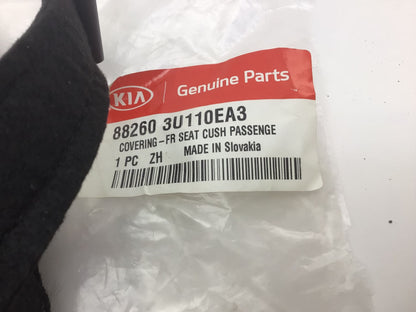 KIA Genuine Parts
88260 3U110EA3
COVERING-FR SEAT CUSH PASSENGE
1 PC ZH MADE IN Slovakia